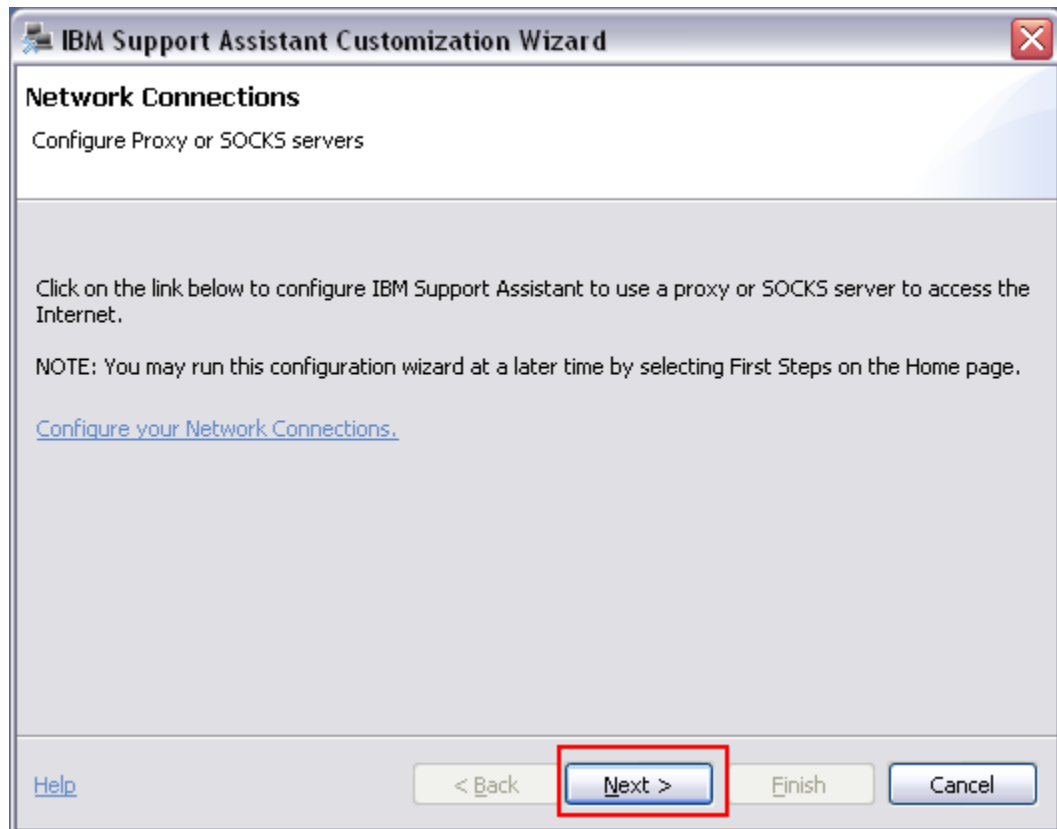 IBM Support Assistant Customization Wizard
Network Connections
Configure Proxy or SOCKS servers
Click on the link below to configure IBM Support Assistant to use a proxy or SOCKS server to access the
Internet.
NOTE: You may run this configuration wizard at a later time by selecting First Steps on the Home page.
Configure your Network Connections.
Help
< Back
Next >
Finish
Cancel